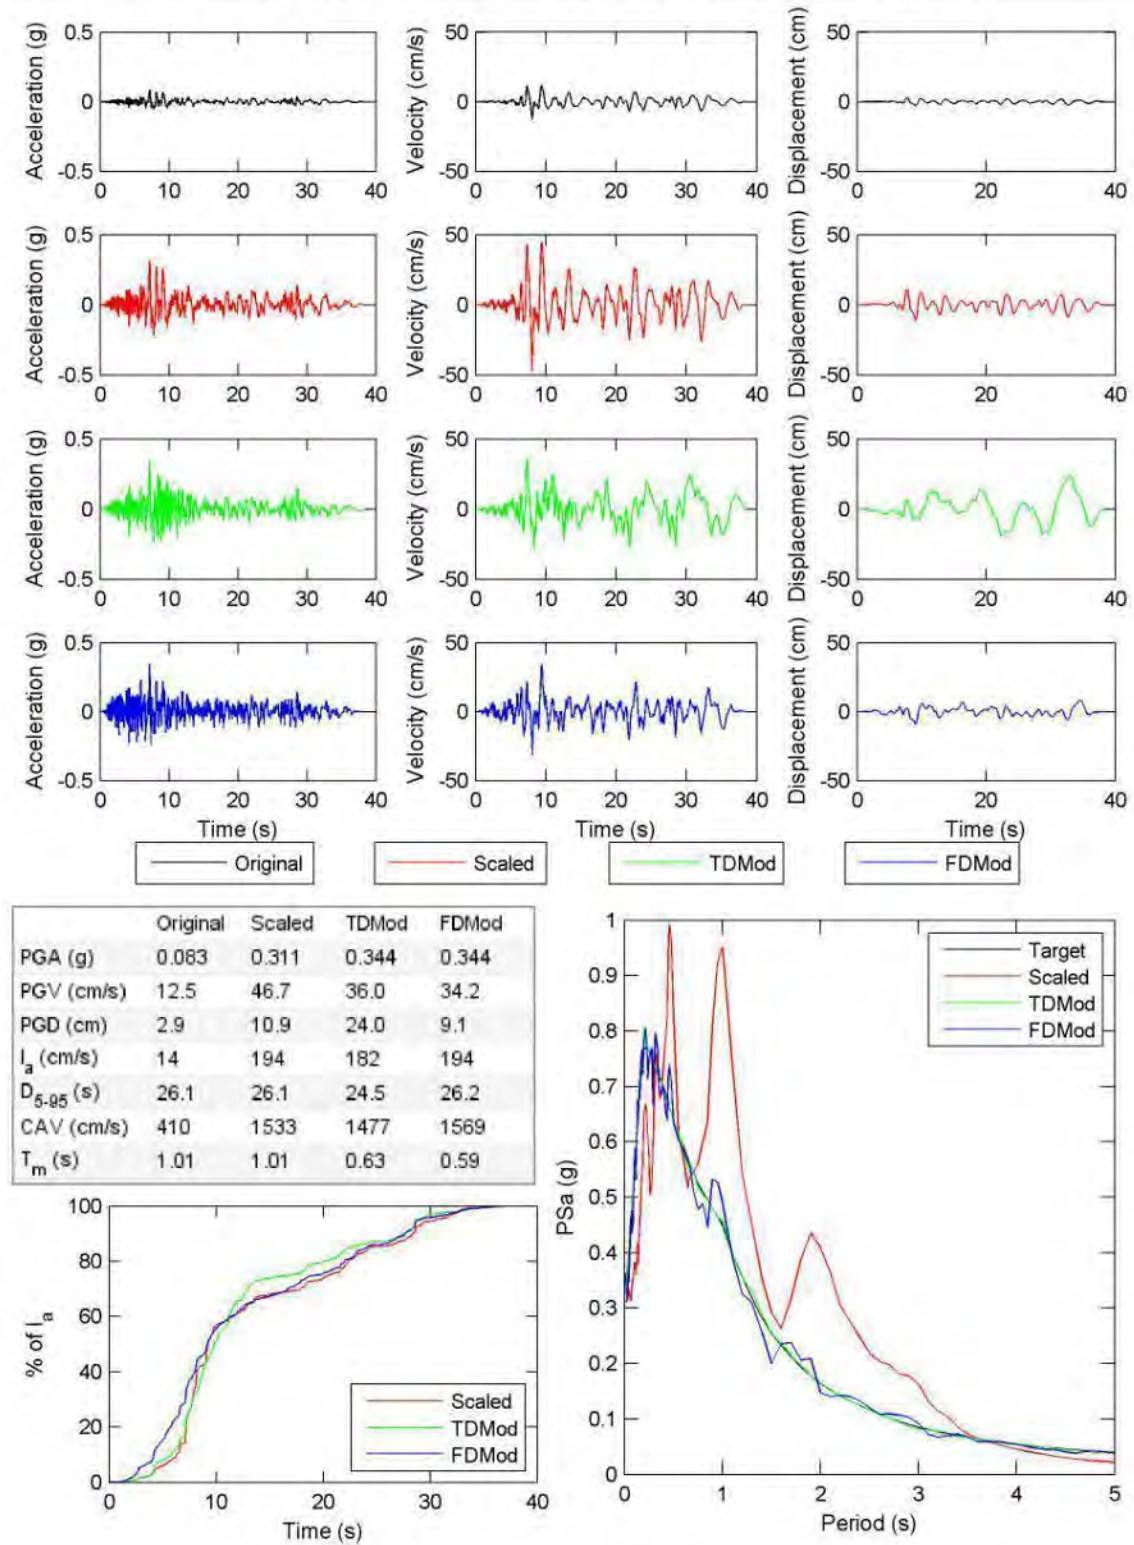 Acceleration (g) Velocity (cm/s) Displacement (cm)
0.5 50 50
0 0 0
-0.5 -50 -50
0 10 20 30 40 0 10 20 30 40 0 20 40
Acceleration (g) Velocity (cm/s) Displacement (cm)
0.5 50 50
0 0 0
-0.5 -50 -50
0 10 20 30 40 0 10 20 30 40 0 20 40
Acceleration (g) Velocity (cm/s) Displacement (cm)
0.5 50 50
0 0 0
-0.5 -50 -50
0 10 20 30 40 0 10 20 30 40 0 20 40
Acceleration (g) Velocity (cm/s) Displacement (cm)
0.5 50 50
0 0 0
-0.5 -50 -50
0 10 20 30 40 0 10 20 30 40 0 20 40
Time (s) Time (s) Time (s)
Original Scaled TDMod FDMod
Original Scaled TDMod FDMod
PGA (g) 0.083 0.311 0.344 0.344
PGV (cm/s) 12.5 46.7 36.0 34.2
PGD (cm) 2.9 10.9 24.0 9.1
I_a (cm/s) 14 194 182 194
D_5-95 (s) 26.1 26.1 24.5 26.2
CAV (cm/s) 410 1533 1477 1569
T_m (s) 1.01 1.01 0.63 0.59
% of I_a
100
80
60
40
20
0
0 10 20 30 40
Time (s)
Scaled
TDMod
FDMod
PSa (g)
1
0.9
0.8
0.7
0.6
0.5
0.4
0.3
0.2
0.1
0
0 1 2 3 4 5
Period (s)
Target
Scaled
TDMod
FDMod